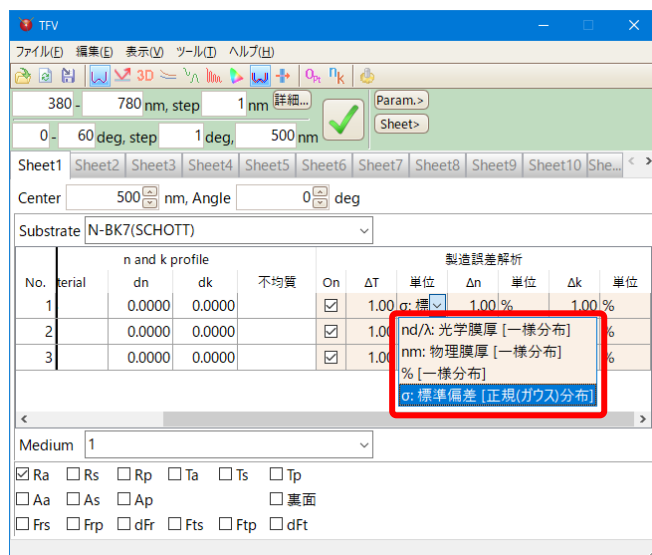 TFV
ファイル(F) 編集(E) 表示(V) ツール(T) ヘルプ(H)
3D Opt nk
380 - 780 nm, step 1 nm 詳細... Param.>
0 - 60 deg, step 1 deg, 500 nm Sheet>
Sheet1 Sheet2 Sheet3 Sheet4 Sheet5 Sheet6 Sheet7 Sheet8 Sheet9 Sheet10 She...
Center 500 nm, Angle 0 deg
Substrate N-BK7(SCHOTT)
n and k profile 製造誤差解析
No. terial dn dk 不均質 On ΔT 単位 Δn 単位 Δk 単位
1 0.0000 0.0000 1.00 σ: 標 1.00 % 1.00 %
2 0.0000 0.0000 1.00 %
3 0.0000 0.0000 1.00 %
nd/λ: 光学膜厚 [一様分布]
nm: 物理膜厚 [一様分布]
% [一様分布]
σ: 標準偏差 [正規(ガウス)分布]
Medium 1
Ra Rs Rp Ta Ts Tp
Aa As Ap 裏面
Frs Frp dFr Fts Ftp dFt